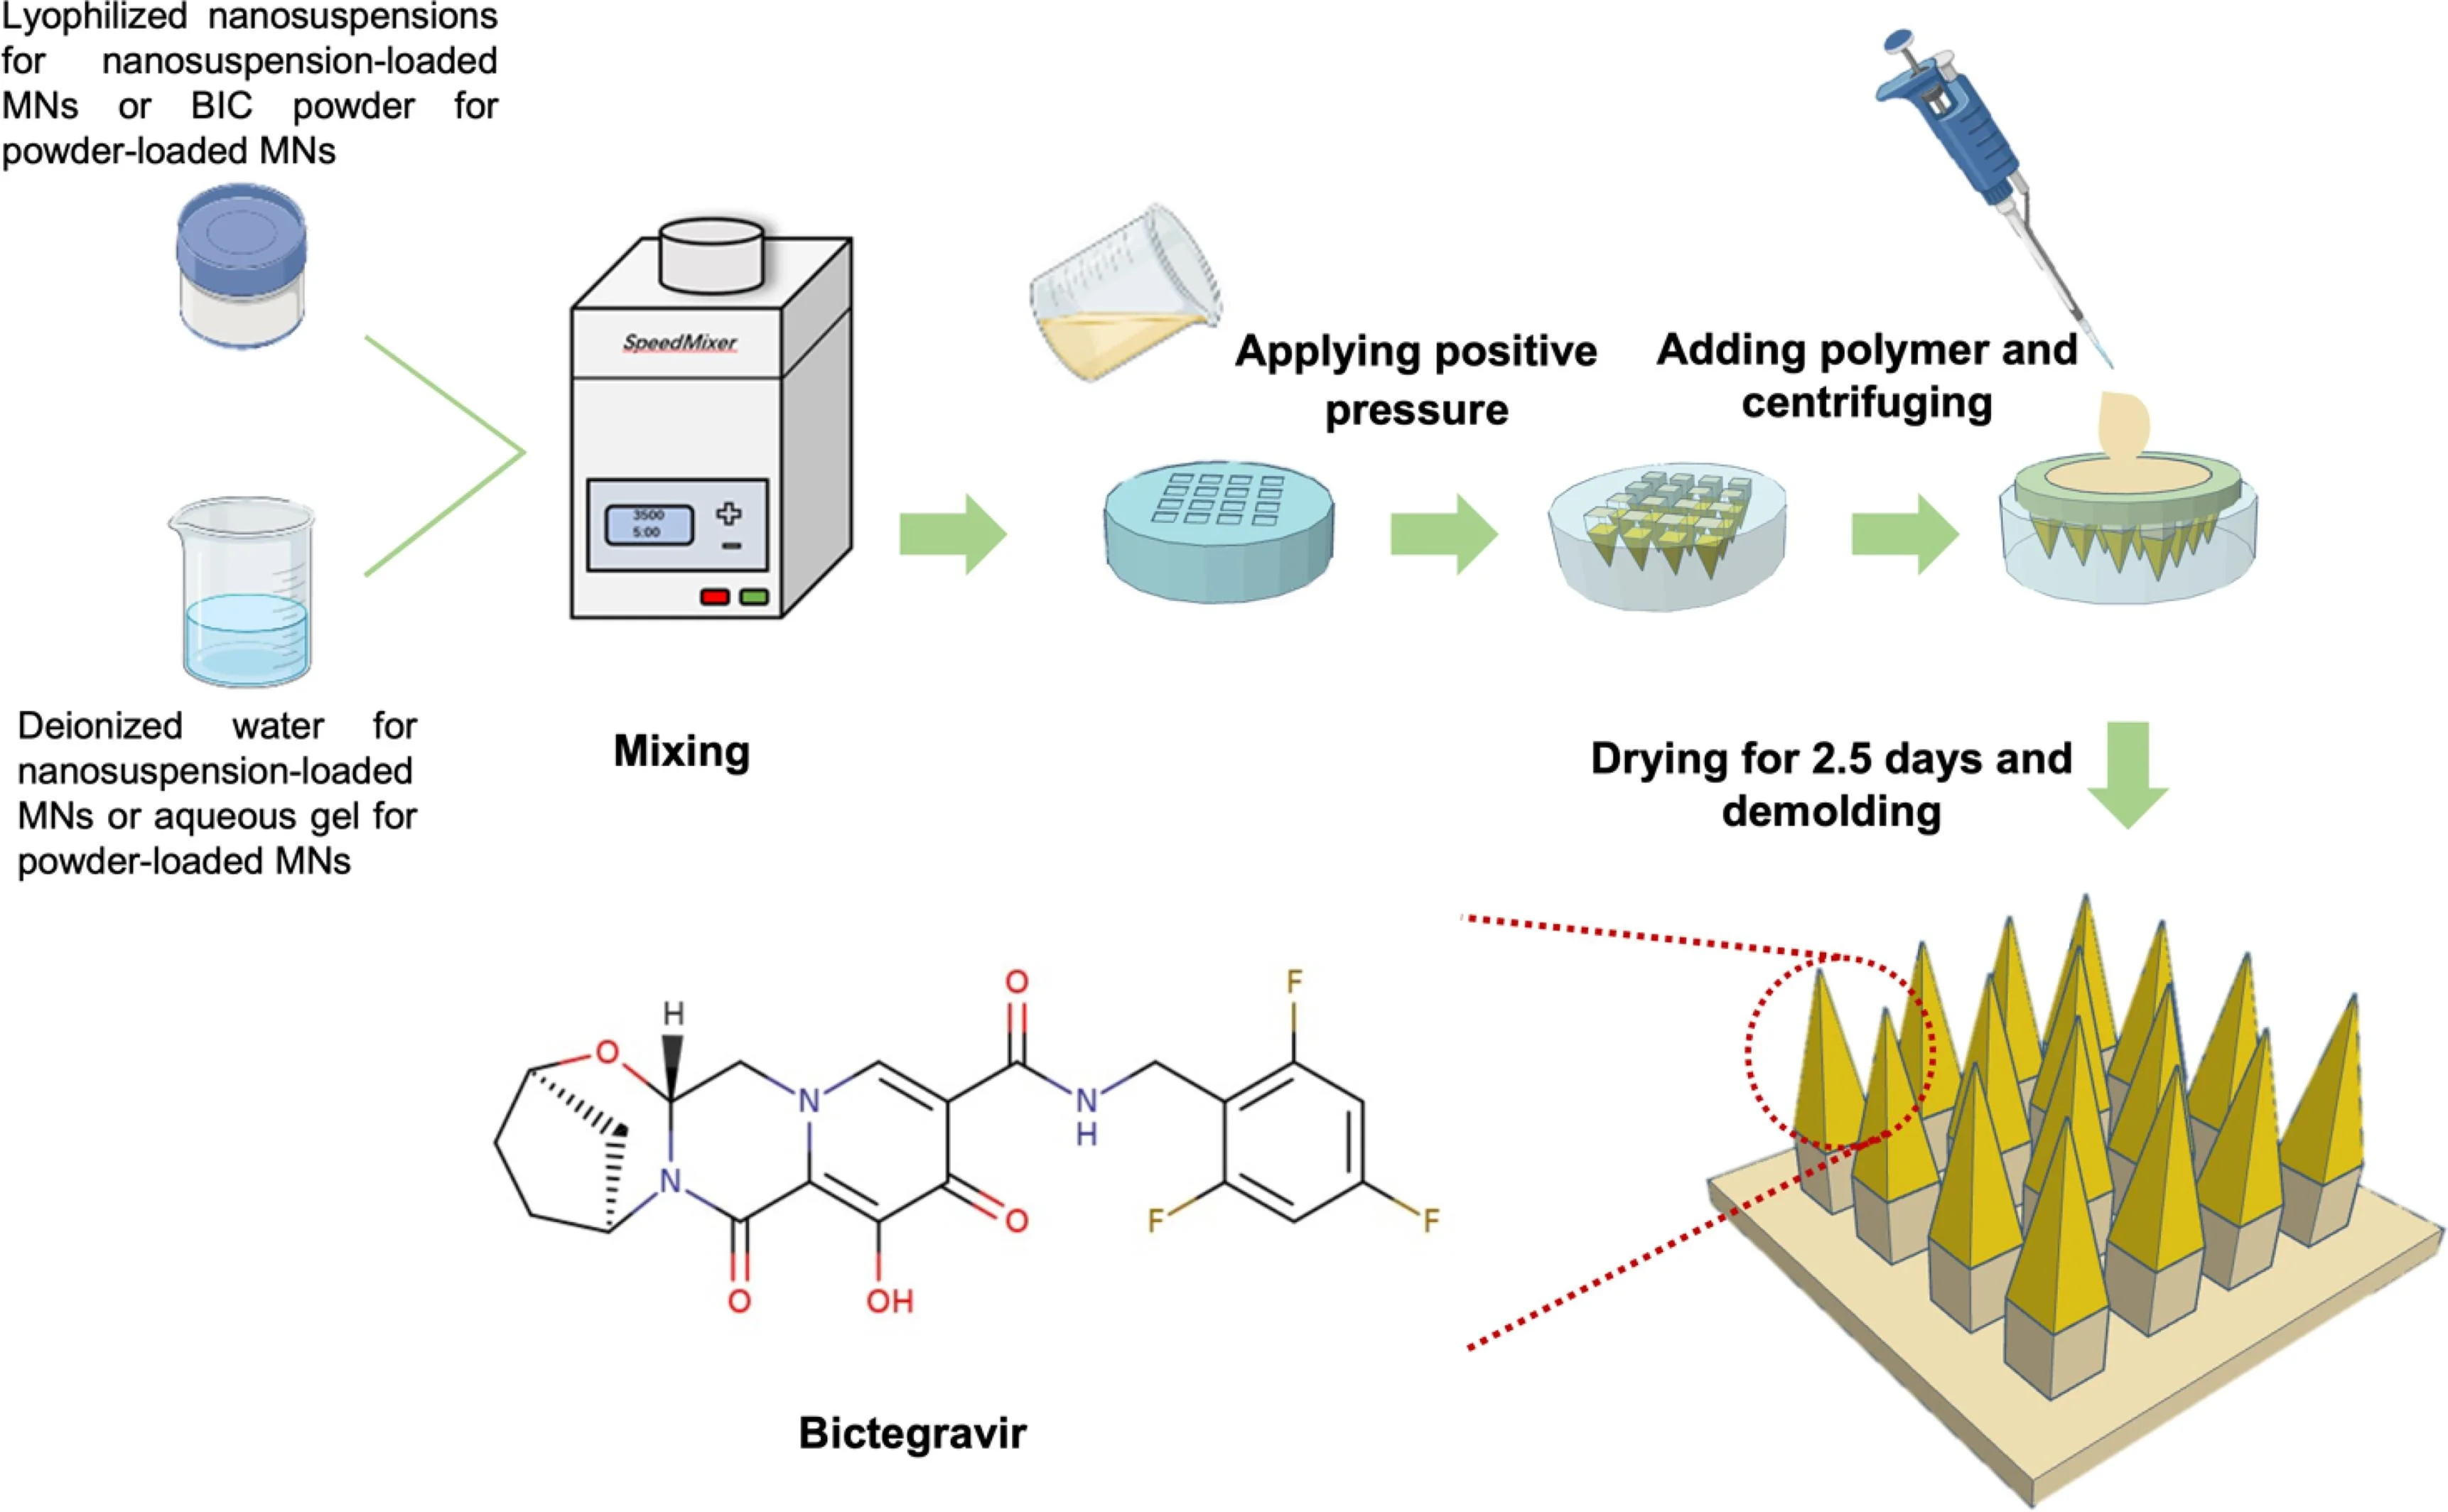 Lyophilized nanosuspensions
for nanosuspension-loaded
MNs or BIC powder for
powder-loaded MNs
SpeedMixer
3500
5:00
Applying positive
pressure
Adding polymer and
centrifuging
Deionized water for
nanosuspension-loaded
MNs or aqueous gel for
powder-loaded MNs
Mixing
Drying for 2.5 days and
demolding
O
F
H
O
N
N
H
N
O
F
F
O
OH
Bictegravir